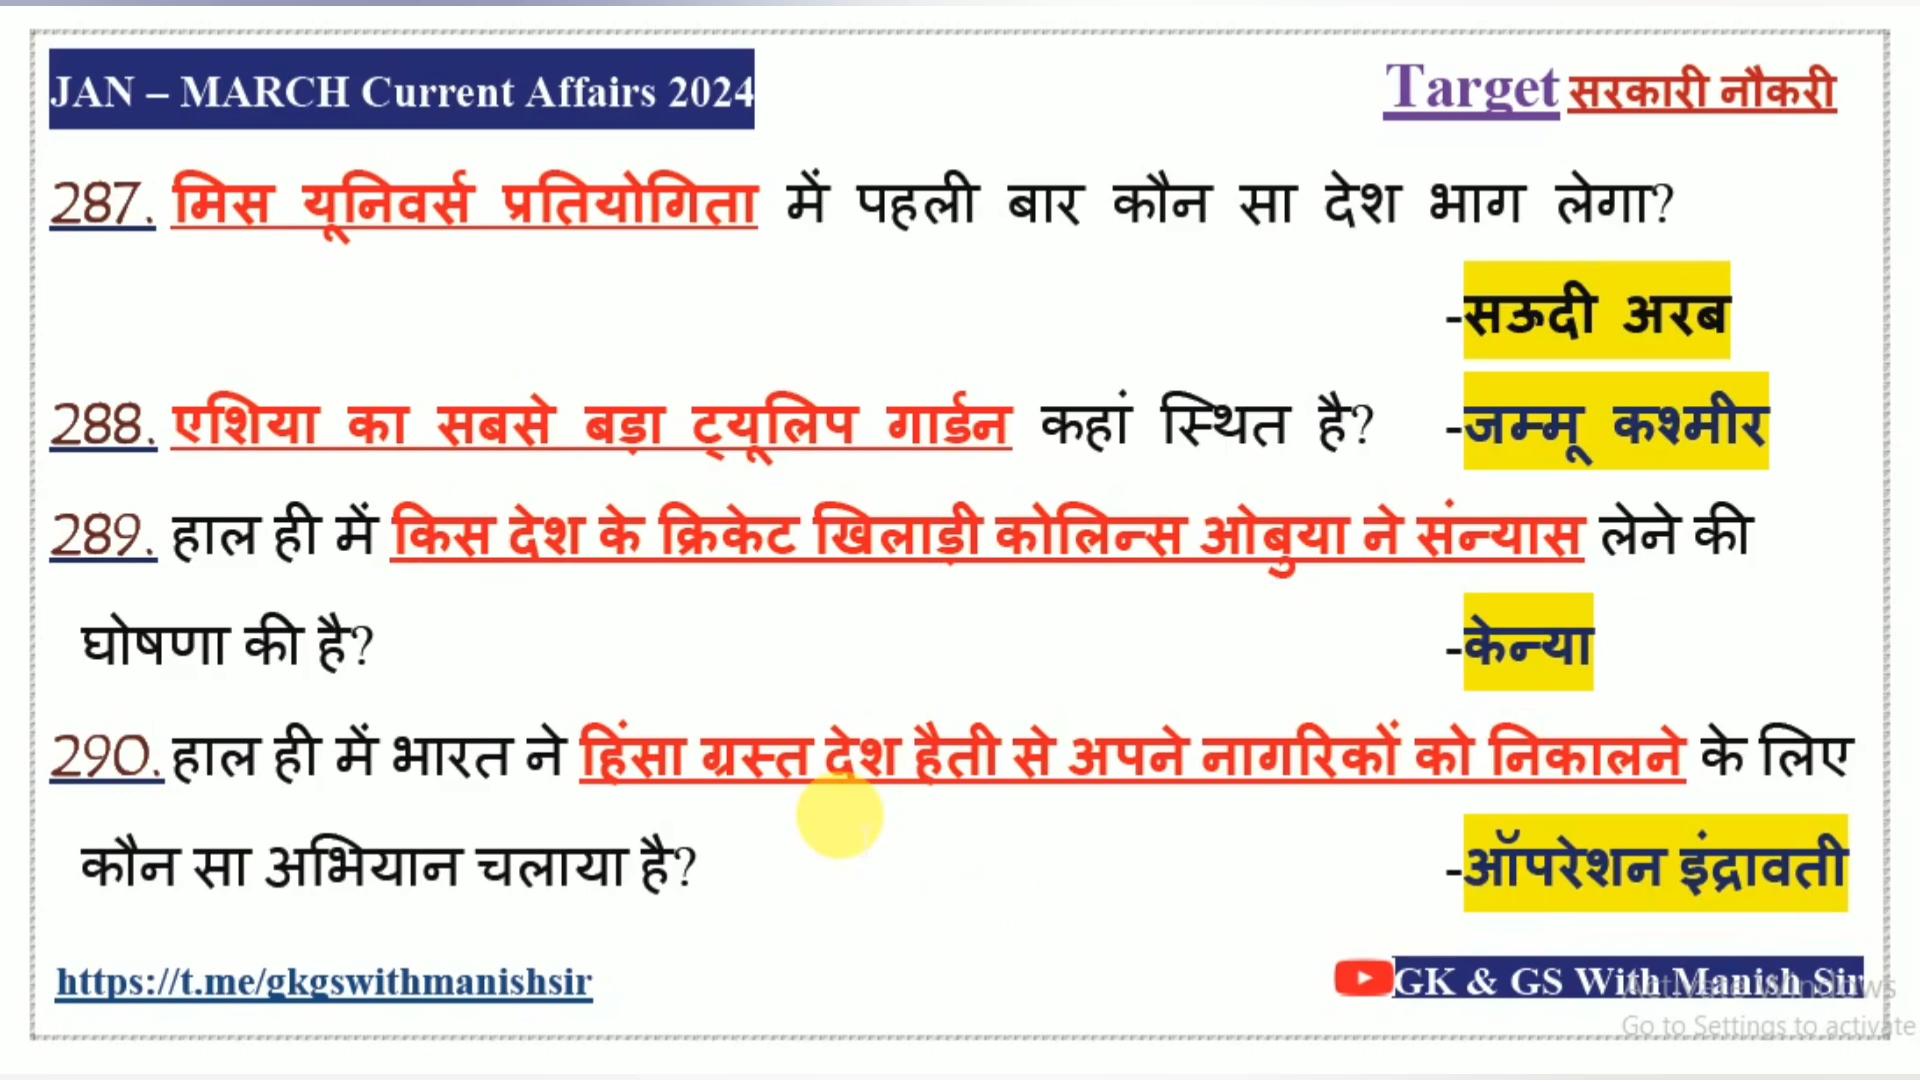 JAN – MARCH Current Affairs 2024
Target सरकारी नौकरी
287. मिस यूनिवर्स प्रतियोगिता में पहली बार कौन सा देश भाग लेगा?
-सऊदी अरब
288. एशिया का सबसे बड़ा ट्यूलिप गार्डन कहां स्थित है? -जम्मू कश्मीर
289. हाल ही में किस देश के क्रिकेट खिलाड़ी कोलिन्स ओबुया ने संन्यास लेने की
घोषणा की है? -केन्या
290. हाल ही में भारत ने हिंसा ग्रस्त देश हैती से अपने नागरिकों को निकालने के लिए
कौन सा अभियान चलाया है? -ऑपरेशन इंद्रावती
https://t.me/gkgswithmanishsir
GK & GS With Manish Sir
Activate Windows
Go to Settings to activate